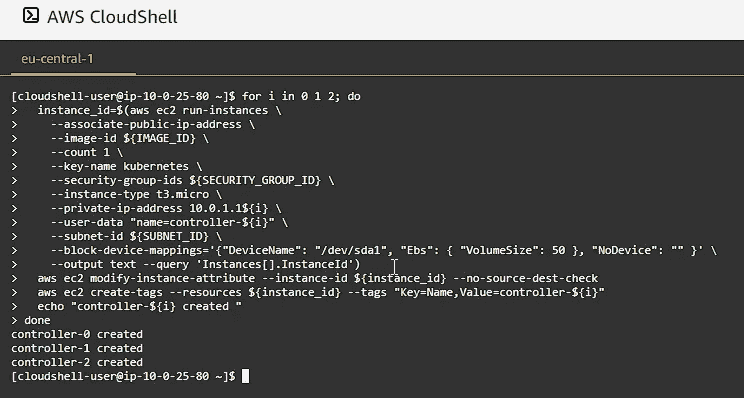 AWS CloudShell
eu-central-1
[cloudshell-user@ip-10-0-25-80 ~]$ for i in 0 1 2; do
>   instance_id=$(aws ec2 run-instances \
>     --associate-public-ip-address \
>     --image-id ${IMAGE_ID} \
>     --count 1 \
>     --key-name kubernetes \
>     --security-group-ids ${SECURITY_GROUP_ID} \
>     --instance-type t3.micro \
>     --private-ip-address 10.0.1.1${i} \
>     --user-data "name=controller-${i}" \
>     --subnet-id ${SUBNET_ID} \
>     --block-device-mappings='{"DeviceName": "/dev/sda1", "Ebs": { "VolumeSize": 50 }, "NoDevice": "" }' \
>     --output text --query 'Instances[].InstanceId')
>   aws ec2 modify-instance-attribute --instance-id ${instance_id} --no-source-dest-check
>   aws ec2 create-tags --resources ${instance_id} --tags "Key=Name,Value=controller-${i}"
>   echo "controller-${i} created "
> done
controller-0 created
controller-1 created
controller-2 created
[cloudshell-user@ip-10-0-25-80 ~]$